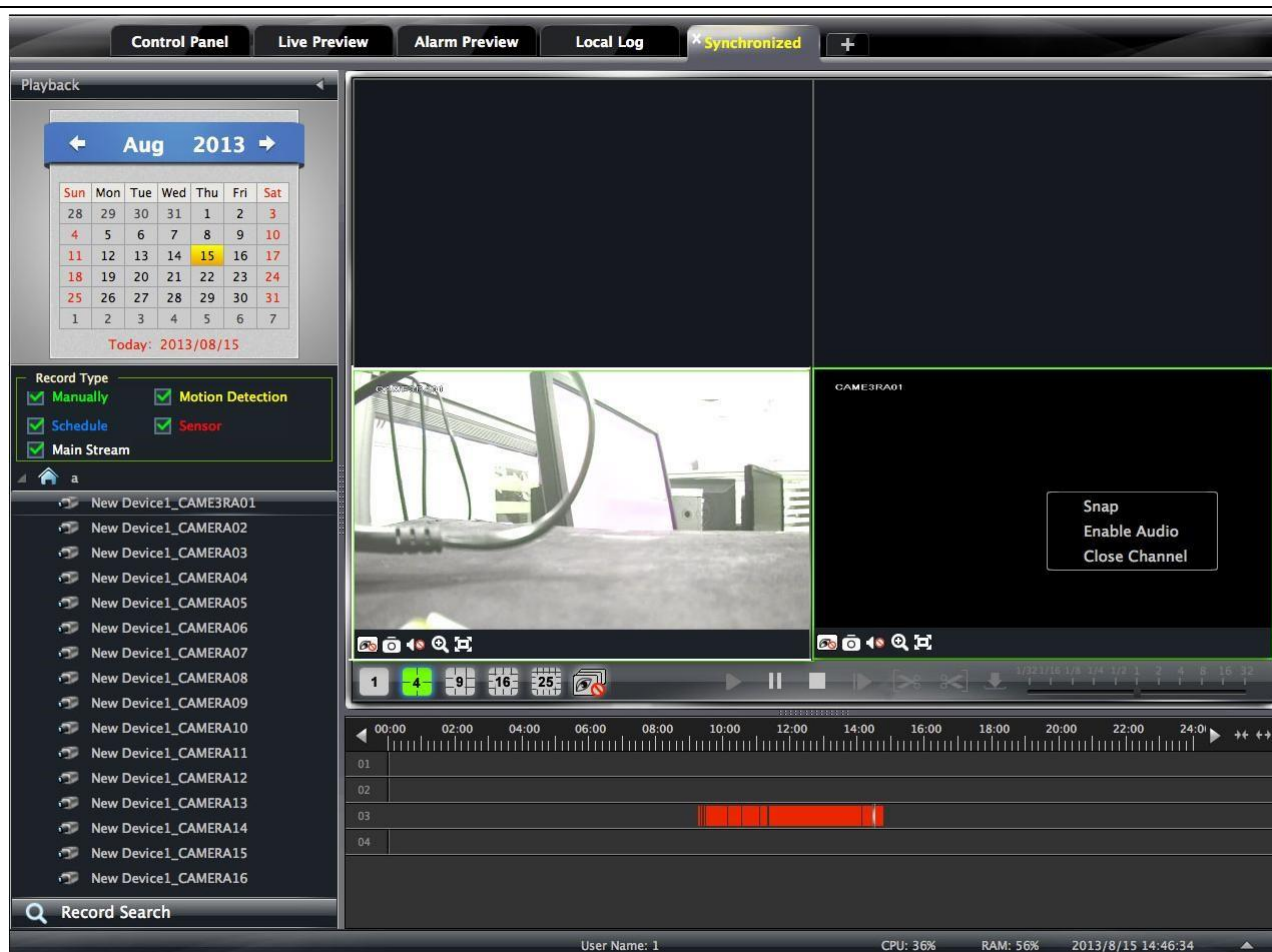 Control Panel Live Preview Alarm Preview Local Log × Synchronized +
Playback
Aug 2013
Sun Mon Tue Wed Thu Fri Sat
28 29 30 31 1 2 3
4 5 6 7 8 9 10
11 12 13 14 15 16 17
18 19 20 21 22 23 24
25 26 27 28 29 30 31
1 2 3 4 5 6 7
Today: 2013/08/15
Record Type
Manually Motion Detection
Schedule Sensor
Main Stream
a
New Device1_CAME3RA01
New Device1_CAMERA02
New Device1_CAMERA03
New Device1_CAMERA04
New Device1_CAMERA05
New Device1_CAMERA06
New Device1_CAMERA07
New Device1_CAMERA08
New Device1_CAMERA09
New Device1_CAMERA10
New Device1_CAMERA11
New Device1_CAMERA12
New Device1_CAMERA13
New Device1_CAMERA14
New Device1_CAMERA15
New Device1_CAMERA16
Record Search
CAME3RA01
Snap
Enable Audio
Close Channel
1 4 9 16 25
1/32 1/16 1/8 1/4 1/2 1 2 4 8 16 32
00:00 02:00 04:00 06:00 08:00 10:00 12:00 14:00 16:00 18:00 20:00 22:00
01
02
03
04
User Name: 1 CPU: 36% RAM: 56% 2013/8/15 14:46:34